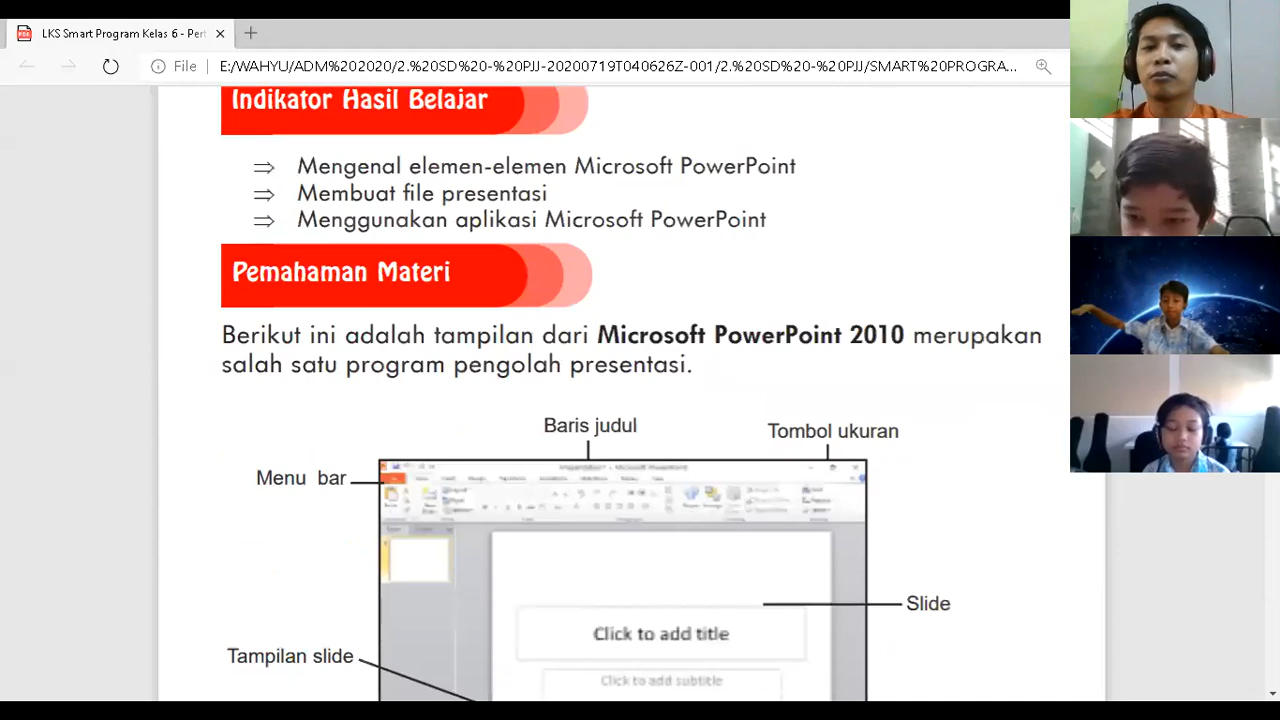 LKS Smart Program Kelas 6 - Pert
File
E:/WAHYU/ADM%202020/2.%20SD%20-%20PJJ-20200719T040626Z-001/2.%20SD%20-%20PJJ/SMART%20PROGRA...
Indikator Hasil Belajar
⇒ Mengenal elemen-elemen Microsoft PowerPoint
⇒ Membuat file presentasi
⇒ Menggunakan aplikasi Microsoft PowerPoint
Pemahaman Materi
Berikut ini adalah tampilan dari Microsoft PowerPoint 2010 merupakan
salah satu program pengolah presentasi.
Baris judul
Tombol ukuran
Menu bar
Slide
Click to add title
Tampilan slide
Click to add subtitle